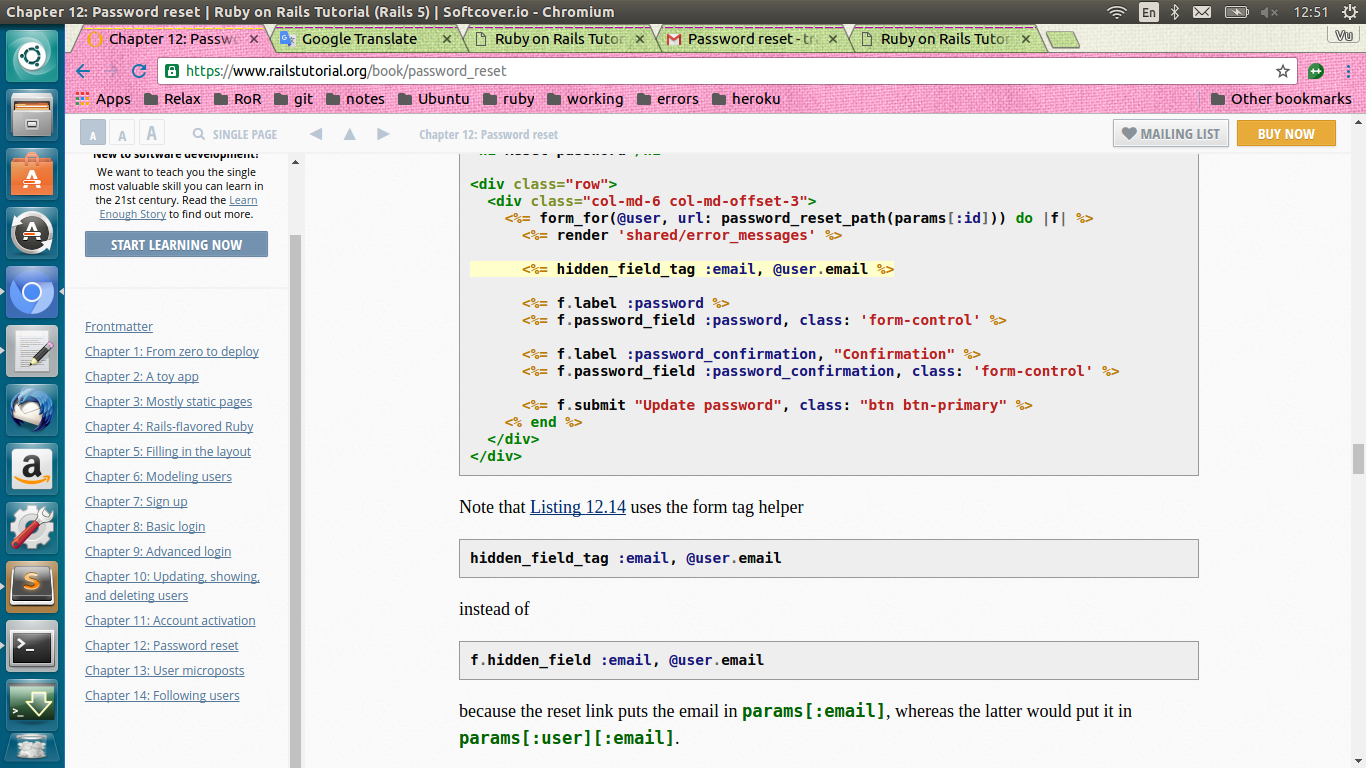 Chapter 12: Password reset | Ruby on Rails Tutorial (Rails 5) | Softcover.io - Chromium
En
12:51
Chapter 12: Passw
Google Translate
Ruby on Rails Tutor
Password reset - tr
Ruby on Rails Tutor
Vu
https://www.railstutorial.org/book/password_reset
Apps Relax RoR git notes Ubuntu ruby working errors heroku Other bookmarks
A A A SINGLE PAGE Chapter 12: Password reset MAILING LIST BUY NOW
New to software development?
We want to teach you the single
most valuable skill you can learn in
the 21st century. Read the Learn
Enough Story to find out more.
START LEARNING NOW
Frontmatter
Chapter 1: From zero to deploy
Chapter 2: A toy app
Chapter 3: Mostly static pages
Chapter 4: Rails-flavored Ruby
Chapter 5: Filling in the layout
Chapter 6: Modeling users
Chapter 7: Sign up
Chapter 8: Basic login
Chapter 9: Advanced login
Chapter 10: Updating, showing,
and deleting users
Chapter 11: Account activation
Chapter 12: Password reset
Chapter 13: User microposts
Chapter 14: Following users
<div class="row">
<div class="col-md-6 col-md-offset-3">
<%= form_for(@user, url: password_reset_path(params[:id])) do |f| %>
<%= render 'shared/error_messages' %>
<%= hidden_field_tag :email, @user.email %>
<%= f.label :password %>
<%= f.password_field :password, class: 'form-control' %>
<%= f.label :password_confirmation, "Confirmation" %>
<%= f.password_field :password_confirmation, class: 'form-control' %>
<%= f.submit "Update password", class: "btn btn-primary" %>
<% end %>
</div>
</div>
Note that Listing 12.14 uses the form tag helper
hidden_field_tag :email, @user.email
instead of
f.hidden_field :email, @user.email
because the reset link puts the email in params[:email], whereas the latter would put it in
params[:user][:email].